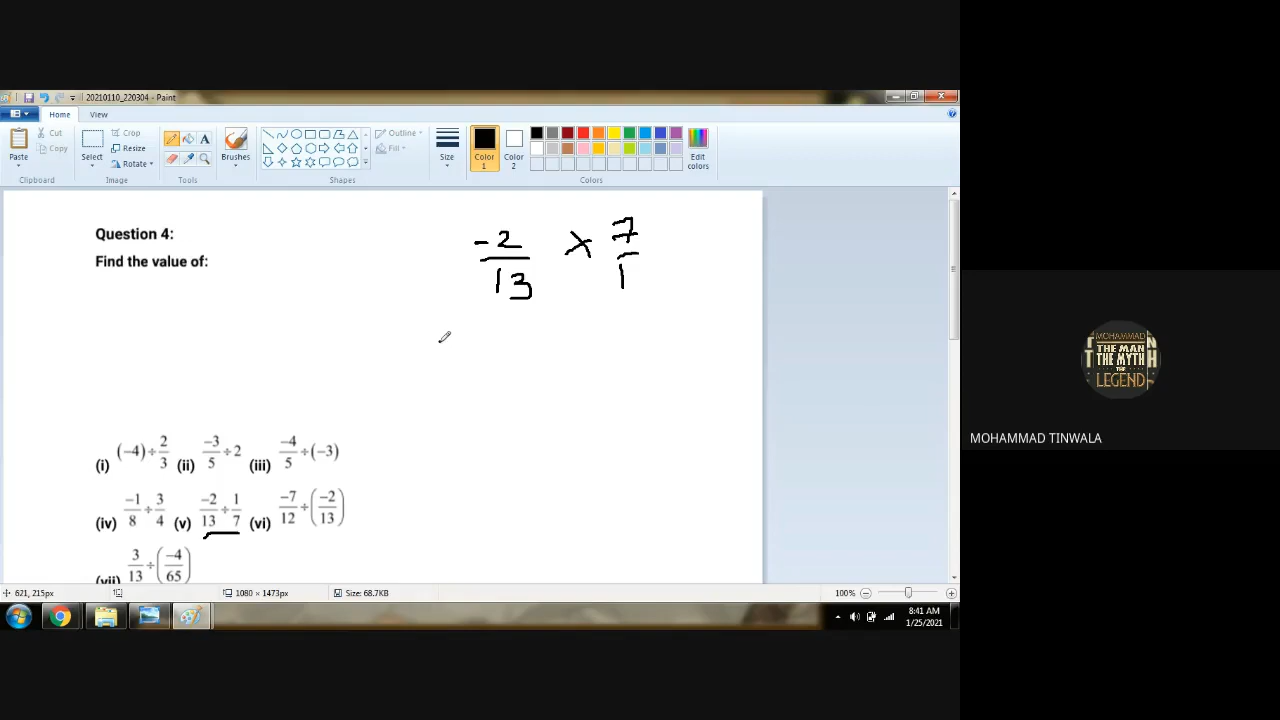 20210110_220304 - Paint
Home View
Paste
Cut
Copy
Clipboard
Select
Crop
Resize
Rotate
Image
A
Tools
Brushes
Outline
Fill
Shapes
Size
Color 1
Color 2
Edit colors
Colors
Question 4:
Find the value of:
-2/13 × 7/1
(i) (−4) ÷ 2/3 (ii) −3/5 ÷ 2 (iii) −4/5 ÷ (−3)
(iv) −1/8 ÷ 3/4 (v) −2/13 ÷ 1/7 (vi) −7/12 ÷ (−2/13)
(vii) 3/13 ÷ (−4/65)
621, 215px
1080 × 1473px
Size: 68.7KB
100%
8:41 AM
1/25/2021
MOHAMMAD
THE MAN
THE MYTH
THE
LEGEND
MOHAMMAD TINWALA